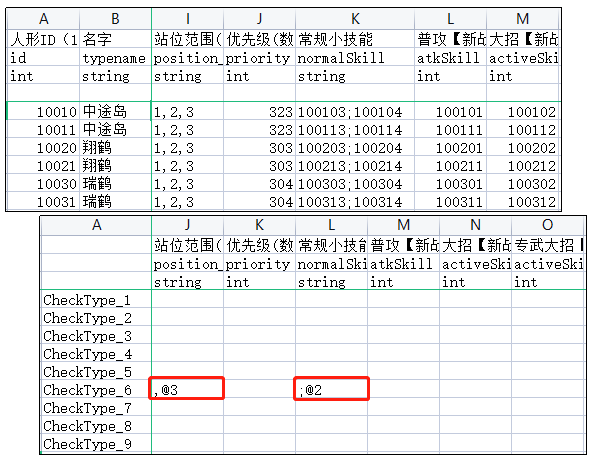 A B I J K L M
人形ID（1 名字 站位范围( 优先级(数 常规小技能 普攻【新战 大招【新战
id typename position_ priority normalSkill atkSkill activeSki
int string string int string int int
10010 中途岛 1,2,3 323 100103;100104 100101 100102
10011 中途岛 1,2,3 323 100113;100114 100111 100112
10020 翔鹤 1,2,3 303 100203;100204 100201 100202
10021 翔鹤 1,2,3 303 100213;100214 100211 100212
10030 瑞鹤 1,2,3 304 100303;100304 100301 100302
10031 瑞鹤 1,2,3 304 100313;100314 100311 100312
A J K L M N O
站位范围( 优先级(数 常规小技能 普攻【新战 大招【新战 专武大招
position_ priority normalSki atkSkill activeSki activeSki
string int string int int int
CheckType_1
CheckType_2
CheckType_3
CheckType_4
CheckType_5
CheckType_6 ,@3 ;@2
CheckType_7
CheckType_8
CheckType_9